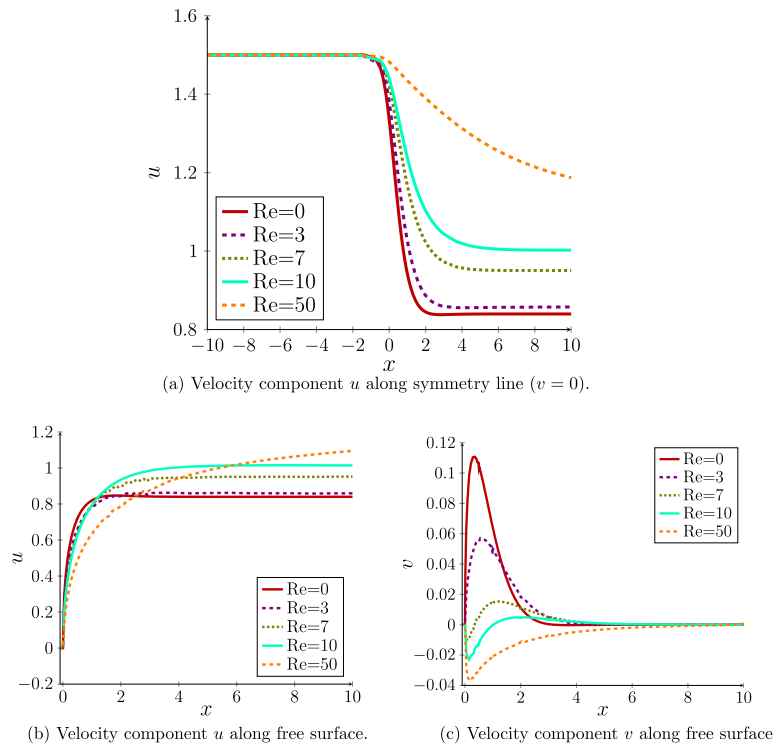 1.6
1.4
1.2
1
0.8
u
Re=0
Re=3
Re=7
Re=10
Re=50
−10 −8 −6 −4 −2 0 2 4 6 8 10
x
(a) Velocity component u along symmetry line (v = 0).
1.2
1
0.8
0.6
0.4
0.2
0
−0.2
u
Re=0
Re=3
Re=7
Re=10
Re=50
0 2 4 6 8 10
x
(b) Velocity component u along free surface.
0.12
0.1
0.08
0.06
0.04
0.02
0
−0.02
−0.04
v
Re=0
Re=3
Re=7
Re=10
Re=50
0 2 4 6 8 10
x
(c) Velocity component v along free surface